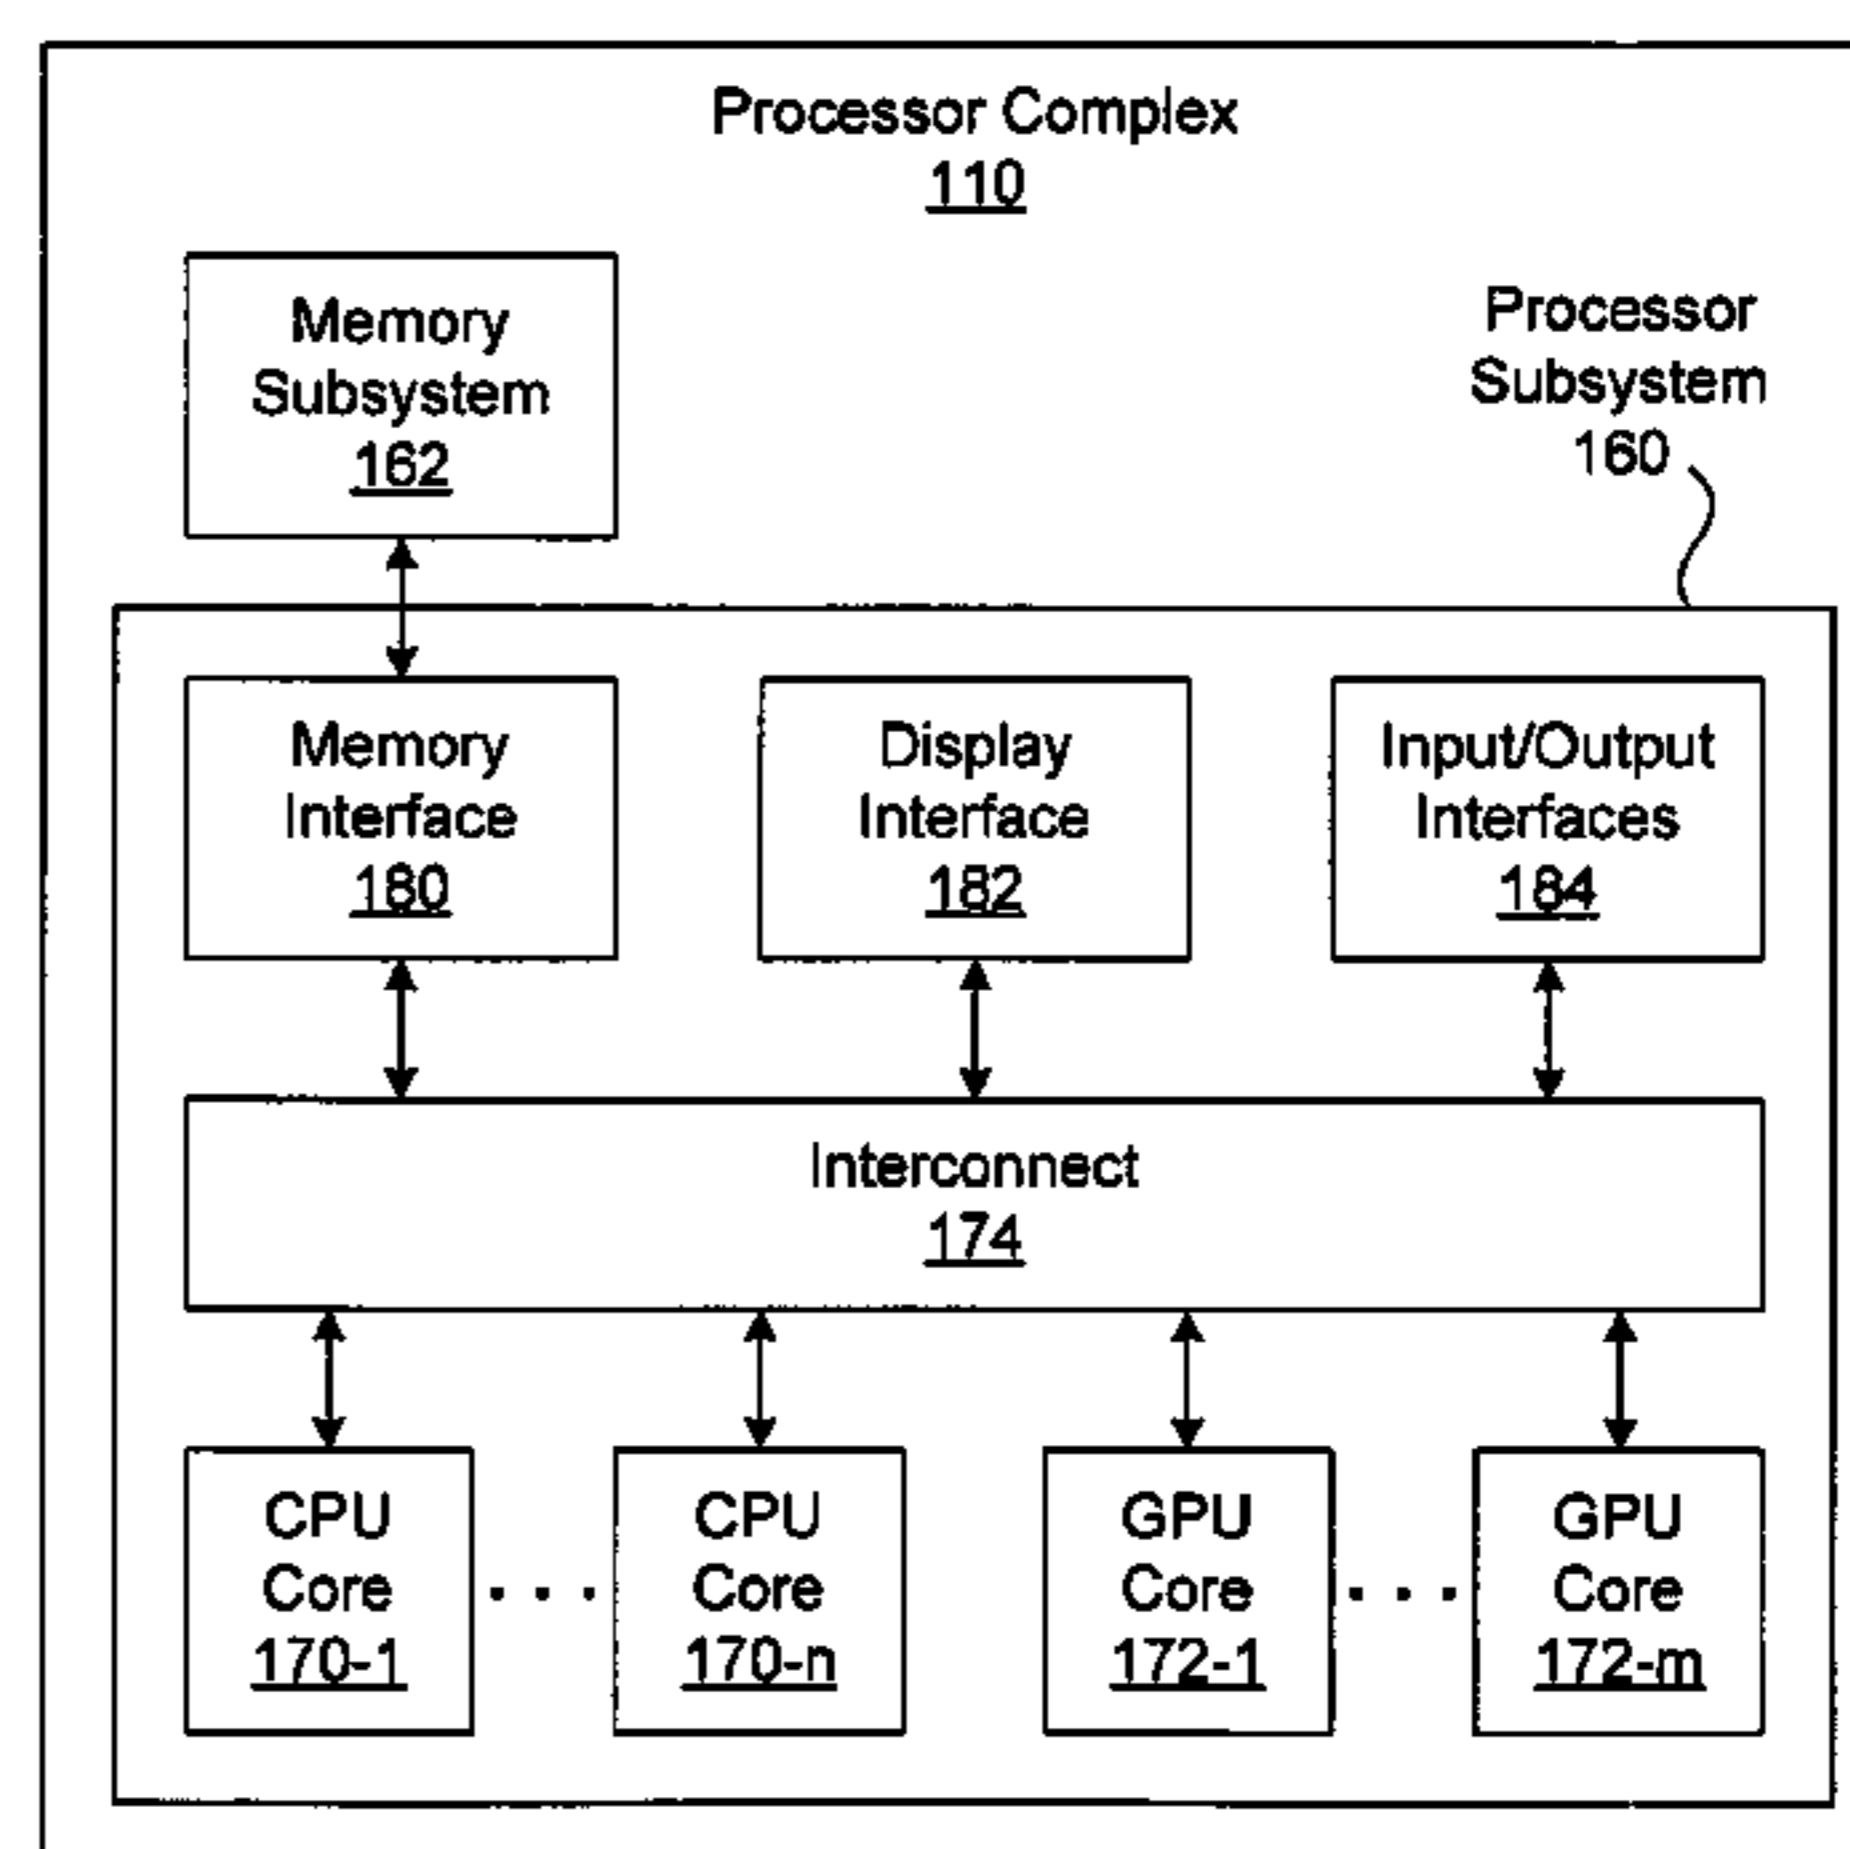 Processor Complex
110
Memory
Subsystem
162
Processor
Subsystem
160
Memory
Interface
180
Display
Interface
182
Input/Output
Interfaces
184
Interconnect
174
CPU
Core
170-1
. . .
CPU
Core
170-n
GPU
Core
172-1
. . .
GPU
Core
172-m